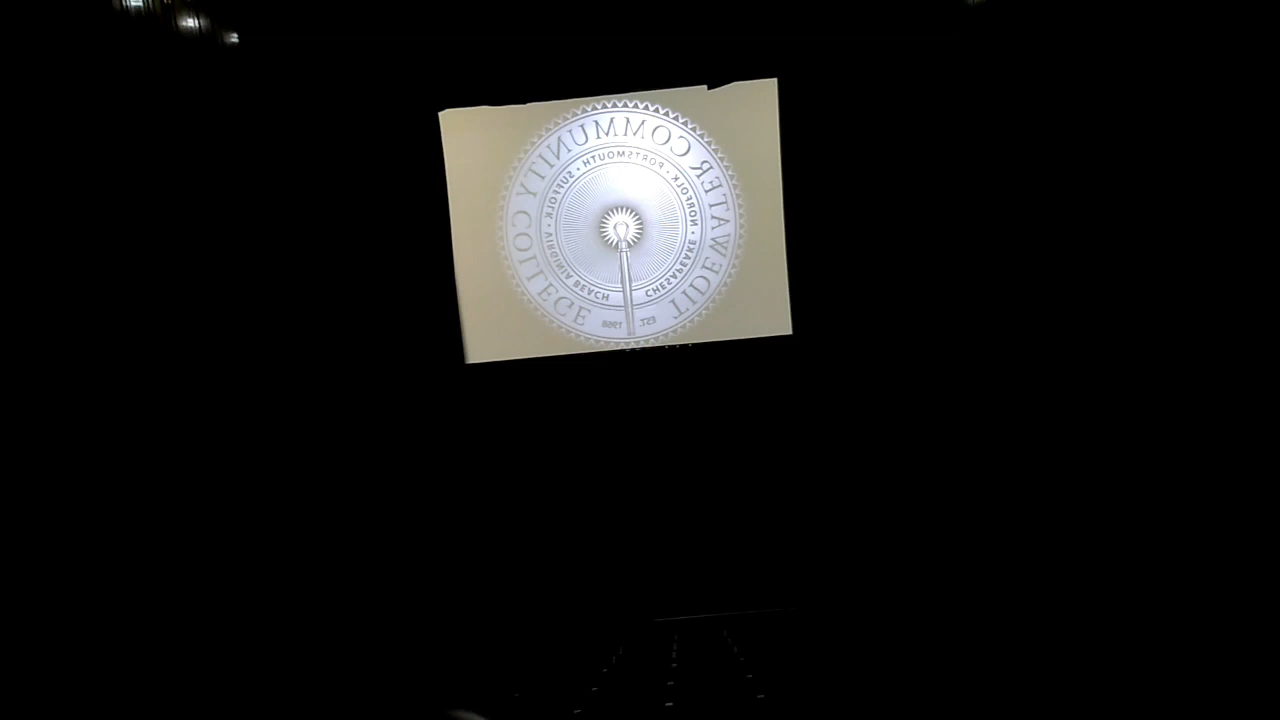 TIDEWATER COMMUNITY COLLEGE
CHESAPEAKE • NORFOLK • PORTSMOUTH • SUFFOLK • VIRGINIA BEACH
EST. 1968